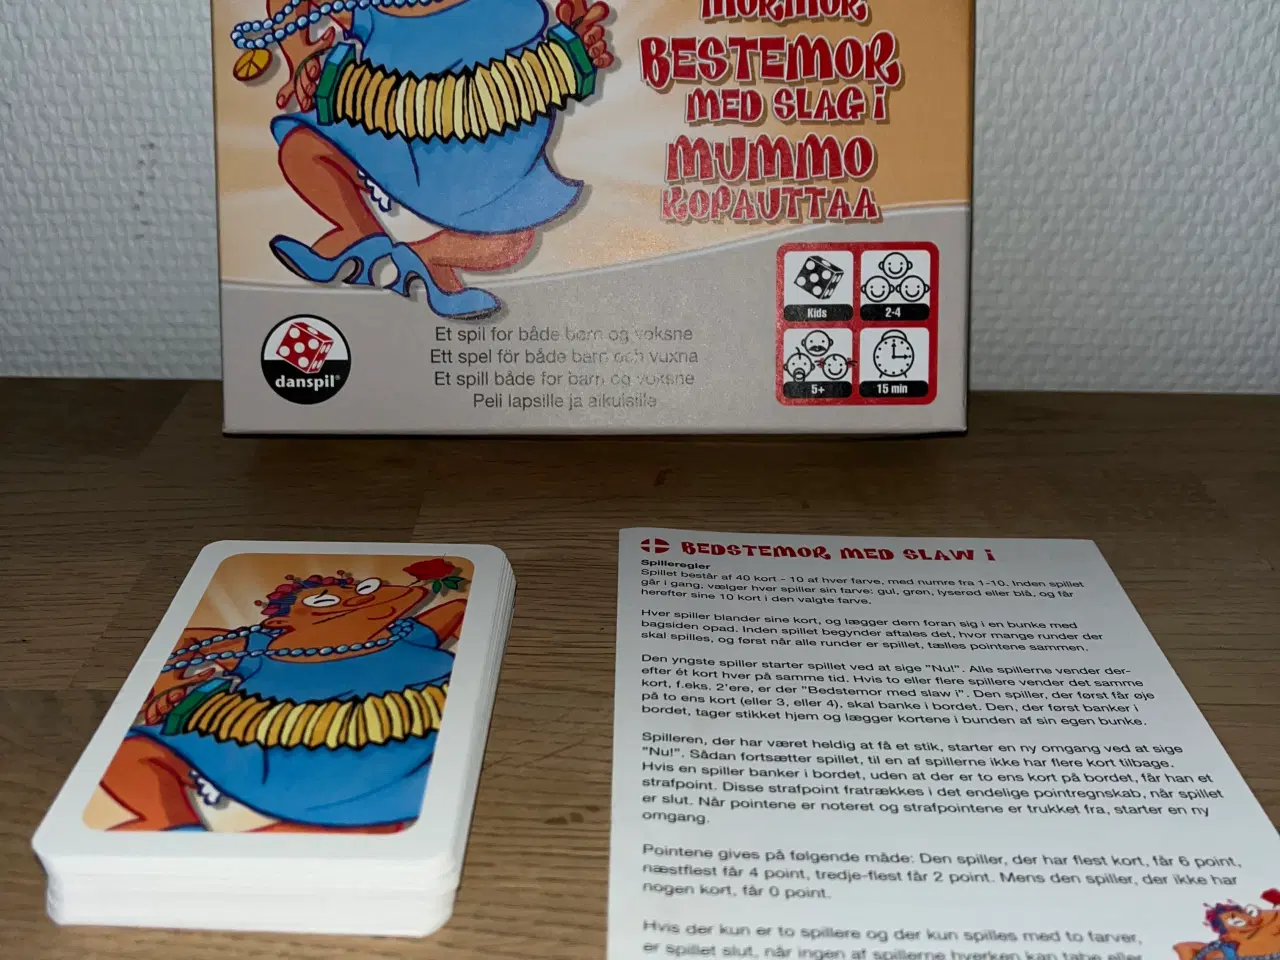 MORMOR
BESTEMOR
MED SLAG i
MUMMO
KOPAUTTAA
Kids
2-4
5+
15 min
danspil®
Et spil for både børn og voksne
Ett spel för både barn och vuxna
Et spill både for barn og voksne
Peli lapsille ja aikuisille
BEDSTEMOR MED SLAW i
Spilleregler
Spillet består af 40 kort - 10 af hver farve, med numre fra 1-10. Inden spillet
går i gang, vælger hver spiller sin farve: gul, grøn, lyserød eller blå, og får
herefter sine 10 kort i den valgte farve.
Hver spiller blander sine kort, og lægger dem foran sig i en bunke med
bagsiden opad. Inden spillet begynder aftales det, hvor mange runder der
skal spilles, og først når alle runder er spillet, tælles pointene sammen.
Den yngste spiller starter spillet ved at sige "Nu!". Alle spillerne vender der-
efter ét kort hver på samme tid. Hvis to eller flere spillere vender det samme
kort, f.eks. 2'ere, er der "Bedstemor med slaw i". Den spiller, der først får øje
på to ens kort (eller 3, eller 4), skal banke i bordet. Den, der først banker i
bordet, tager stikket hjem og lægger kortene i bunden af sin egen bunke.
Spilleren, der har været heldig at få et stik, starter en ny omgang ved at sige
"Nu!". Sådan fortsætter spillet, til en af spillerne ikke har flere kort tilbage.
Hvis en spiller banker i bordet, uden at der er to ens kort på bordet, får han et
strafpoint. Disse strafpoint fratrækkes i det endelige pointregnskab, når spillet
er slut. Når pointene er noteret og strafpointene er trukket fra, starter en ny
omgang.
Pointene gives på følgende måde: Den spiller, der har flest kort, får 6 point,
næstflest får 4 point, tredje-flest får 2 point. Mens den spiller, der ikke har
nogen kort, får 0 point.
Hvis der kun er to spillere og der kun spilles med to farver,
er spillet slut, når ingen af spillerne hverken kan tabe eller